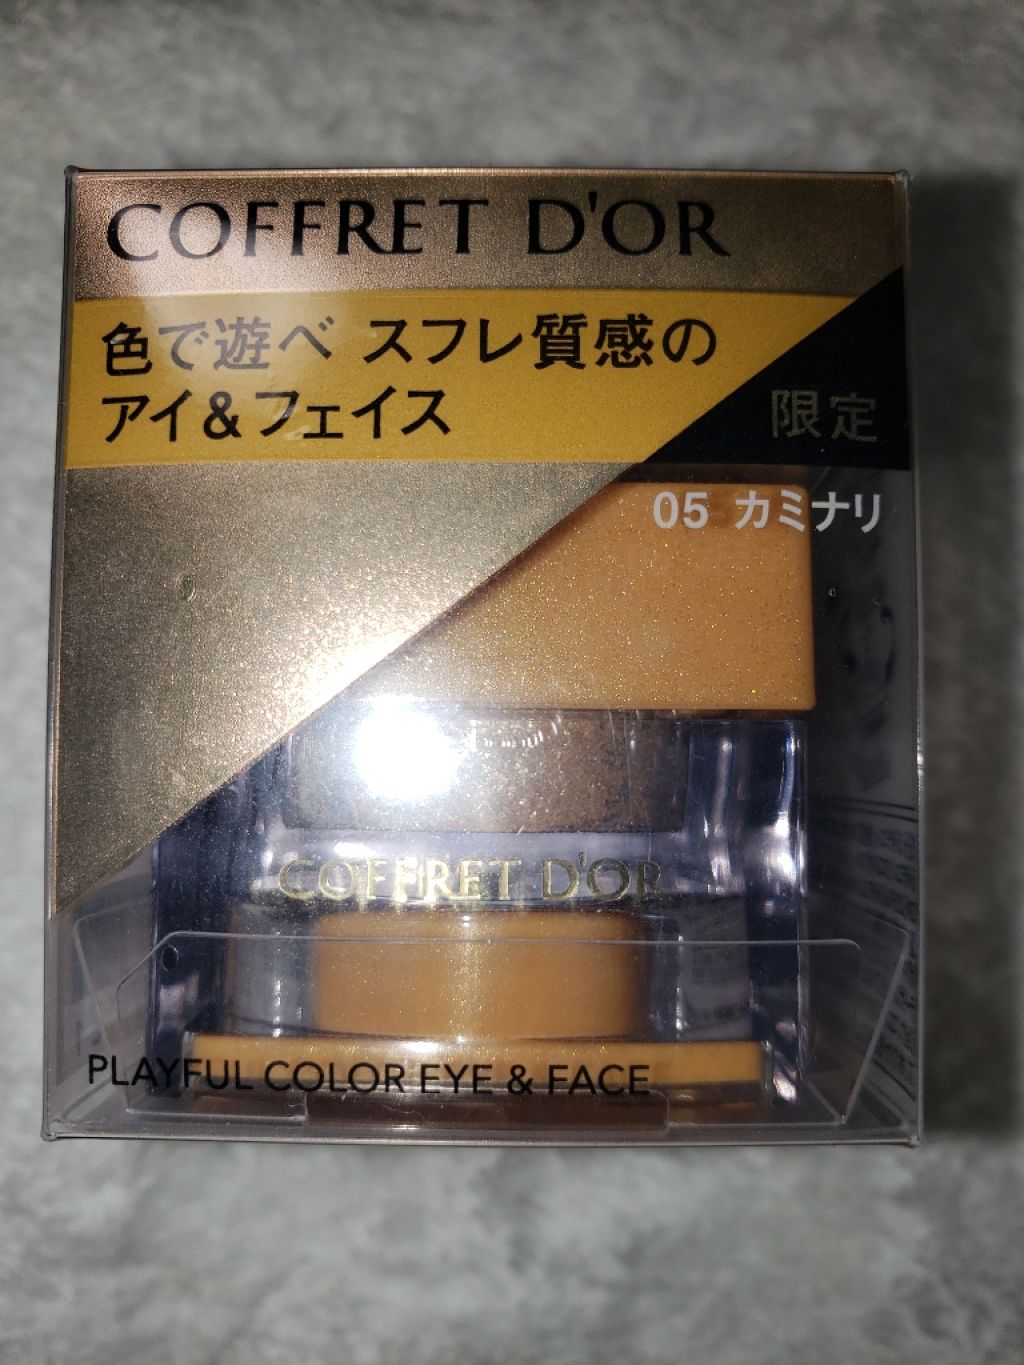 COFFRET D'OR
色で遊べ スフレ質感の
アイ&フェイス
限定
05 カミナリ
COFFRET D'OR
PLAYFUL COLOR EYE & FACE